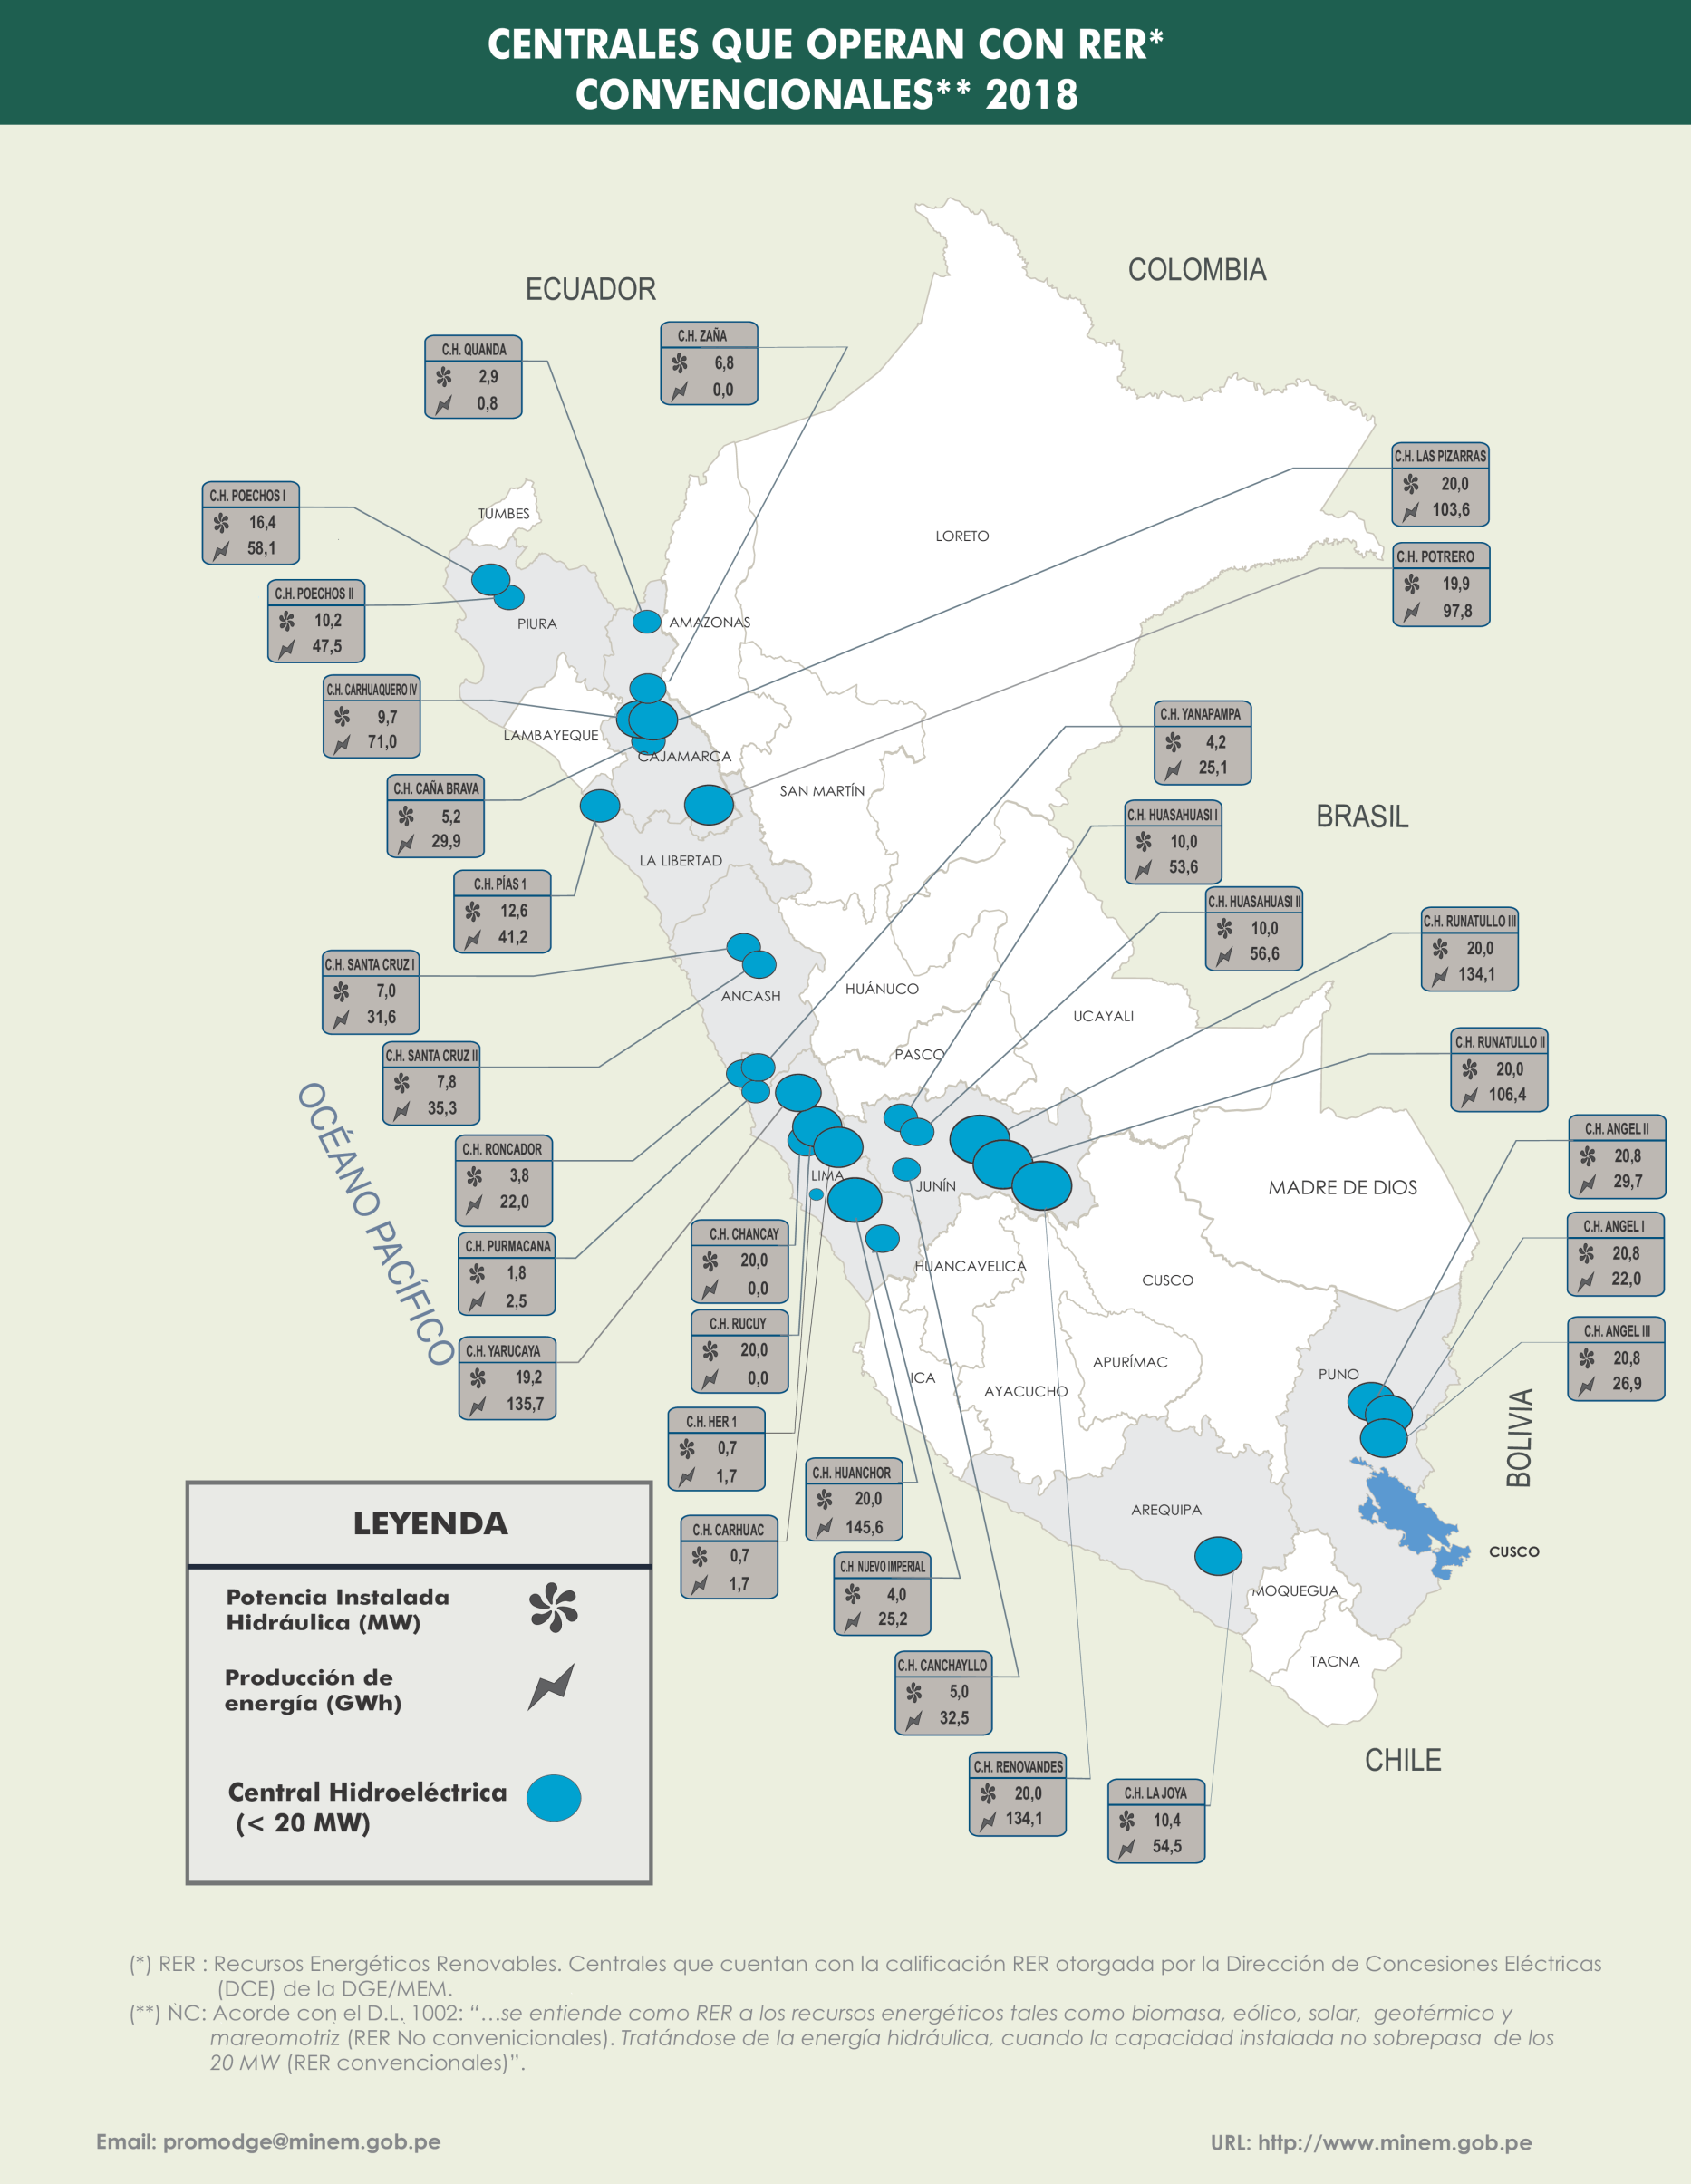 CENTRALES QUE OPERAN CON RER*
CONVENCIONALES** 2018
COLOMBIA
ECUADOR
C.H. ZAÑA
6,8
0,0
C.H. QUANDA
2,9
0,8
C.H. LAS PIZARRAS
20,0
103,6
C.H. POECHOS I
16,4
58,1
TUMBES
LORETO
C.H. POTRERO
19,9
97,8
C.H. POECHOS II
10,2
47,5
PIURA
AMAZONAS
C.H. CARHUAQUERO IV
9,7
71,0
LAMBAYEQUE
CAJAMARCA
C.H. YANAPAMPA
4,2
25,1
C.H. CAÑA BRAVA
5,2
29,9
SAN MARTÍN
BRASIL
C.H. HUASAHUASI I
10,0
53,6
LA LIBERTAD
C.H. PÍAS 1
12,6
41,2
C.H. HUASAHUASI II
10,0
56,6
C.H. RUNATULLO III
20,0
134,1
C.H. SANTA CRUZ I
7,0
31,6
ANCASH
HUÁNUCO
UCAYALI
C.H. SANTA CRUZ II
7,8
35,3
PASCO
C.H. RUNATULLO II
20,0
106,4
OCÉANO PACÍFICO
C.H. RONCADOR
3,8
22,0
C.H. ANGEL II
20,8
29,7
LIMA
JUNÍN
MADRE DE DIOS
C.H. PURMACANA
1,8
2,5
C.H. CHANCAY
20,0
0,0
C.H. ANGEL I
20,8
22,0
HUANCAVELICA
CUSCO
C.H. RUCUY
20,0
0,0
C.H. ANGEL III
20,8
26,9
C.H. YARUCAYA
19,2
135,7
ICA
AYACUCHO
APURÍMAC
PUNO
BOLIVIA
C.H. HER 1
0,7
1,7
C.H. HUANCHOR
20,0
145,6
AREQUIPA
C.H. CARHUAC
0,7
1,7
CUSCO
C.H. NUEVO IMPERIAL
4,0
25,2
MOQUEGUA
C.H. CANCHAYLLO
5,0
32,5
TACNA
C.H. RENOVANDES
20,0
134,1
C.H. LA JOYA
10,4
54,5
CHILE
LEYENDA
Potencia Instalada
Hidráulica (MW)
Producción de
energía (GWh)
Central Hidroeléctrica
(< 20 MW)
(*) RER : Recursos Energéticos Renovables. Centrales que cuentan con la calificación RER otorgada por la Dirección de Concesiones Eléctricas
(DCE) de la DGE/MEM.
(**) NC: Acorde con el D.L. 1002: “...se entiende como RER a los recursos energéticos tales como biomasa, eólico, solar, geotérmico y
mareomotriz (RER No convenicionales). Tratándose de la energía hidráulica, cuando la capacidad instalada no sobrepasa de los
20 MW (RER convencionales)”.
Email: promodge@minem.gob.pe
URL: http://www.minem.gob.pe